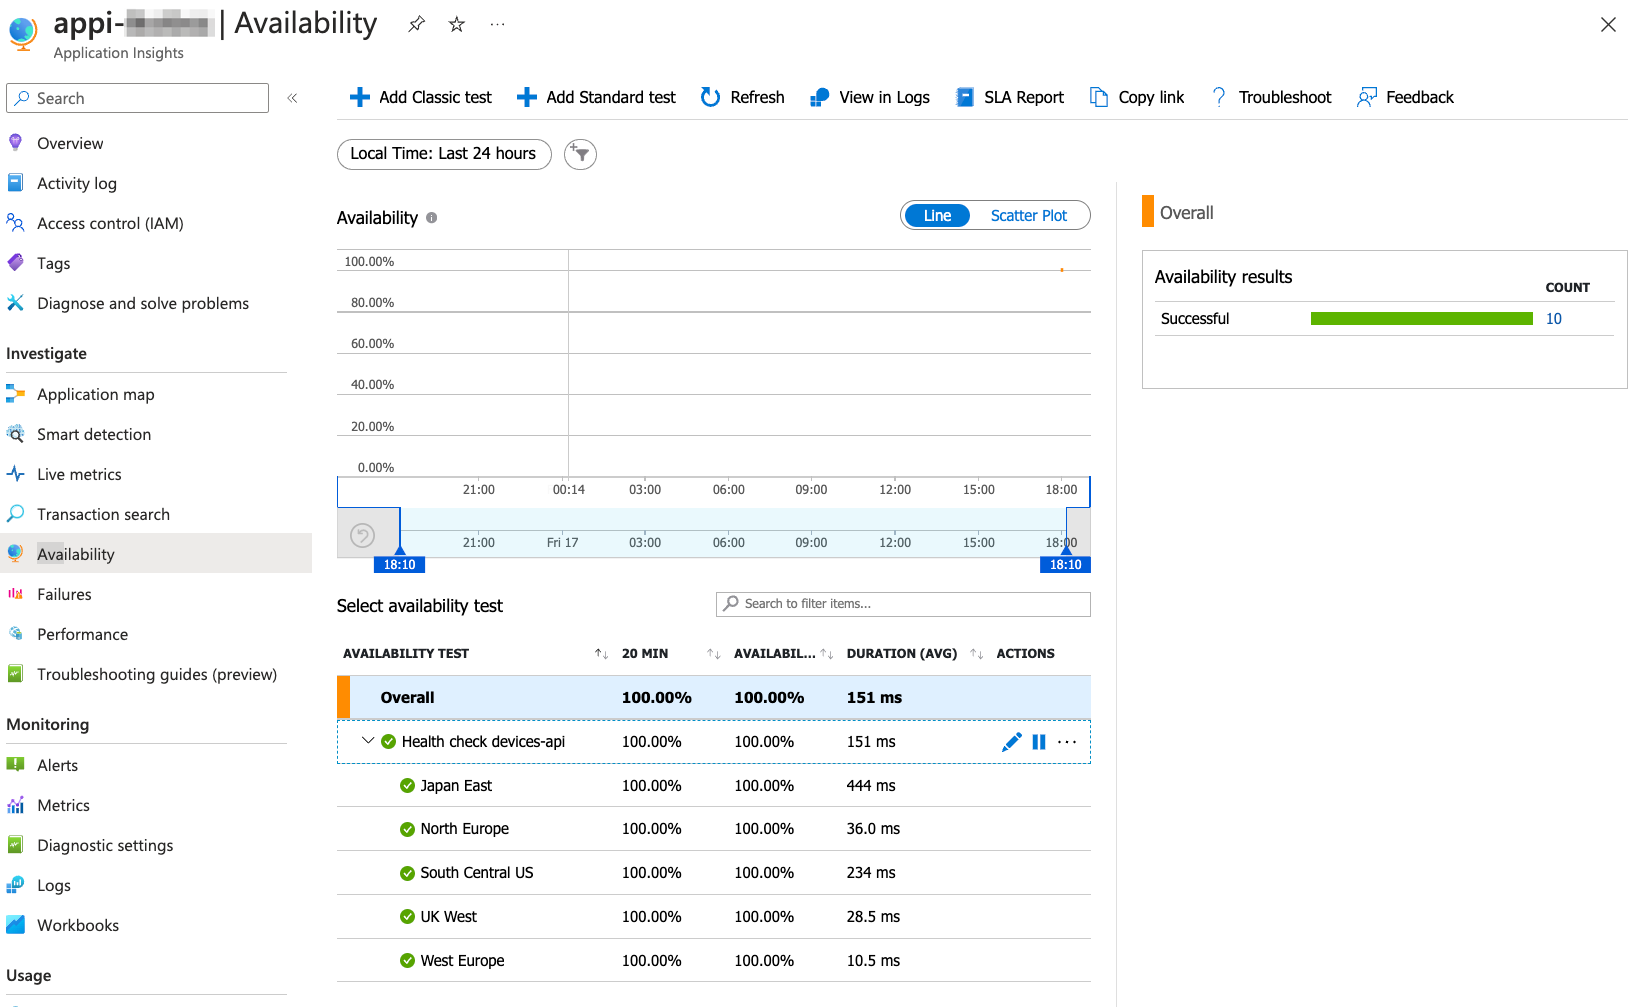 appi- | Availability ...
Application Insights
Search
Overview
Activity log
Access control (IAM)
Tags
Diagnose and solve problems
Investigate
Application map
Smart detection
Live metrics
Transaction search
Availability
Failures
Performance
Troubleshooting guides (preview)
Monitoring
Alerts
Metrics
Diagnostic settings
Logs
Workbooks
Usage
Add Classic test Add Standard test Refresh View in Logs SLA Report Copy link Troubleshoot Feedback
Local Time: Last 24 hours
Availability
Line Scatter Plot
100.00%
80.00%
60.00%
40.00%
20.00%
0.00%
21:00 00:14 03:00 06:00 09:00 12:00 15:00 18:00
21:00 Fri 17 03:00 06:00 09:00 12:00 15:00 18:00
18:10 18:10
Select availability test
Search to filter items...
AVAILABILITY TEST 20 MIN AVAILABIL... DURATION (AVG) ACTIONS
Overall 100.00% 100.00% 151 ms
Health check devices-api 100.00% 100.00% 151 ms ...
Japan East 100.00% 100.00% 444 ms
North Europe 100.00% 100.00% 36.0 ms
South Central US 100.00% 100.00% 234 ms
UK West 100.00% 100.00% 28.5 ms
West Europe 100.00% 100.00% 10.5 ms
Overall
Availability results
COUNT
Successful 10